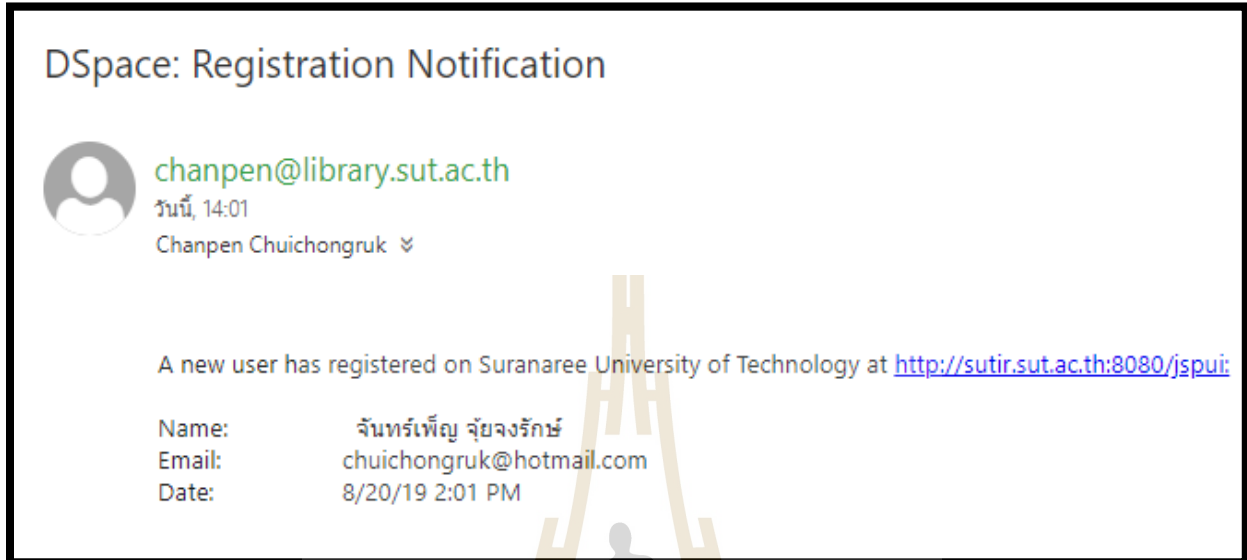 DSpace: Registration Notification
chanpen@library.sut.ac.th
วันนี้, 14:01
Chanpen Chuichongruk
A new user has registered on Suranaree University of Technology at http://sutir.sut.ac.th:8080/jspui:
Name: จันทร์เพ็ญ จุ้ยจงรักษ์
Email: chuichongruk@hotmail.com
Date: 8/20/19 2:01 PM